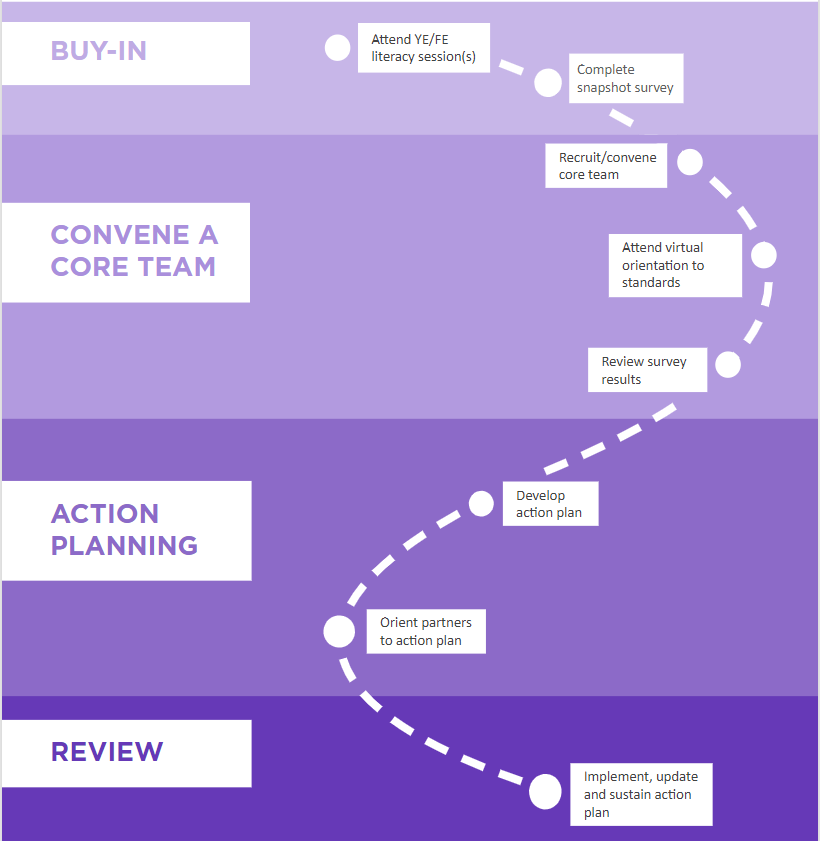 BUY-IN
Attend YE/FE
literacy session(s)
Complete
snapshot survey
CONVENE A
CORE TEAM
Recruit/convene
core team
Attend virtual
orientation to
standards
Review survey
results
ACTION
PLANNING
Develop
action plan
Orient partners
to action plan
REVIEW
Implement, update
and sustain action
plan